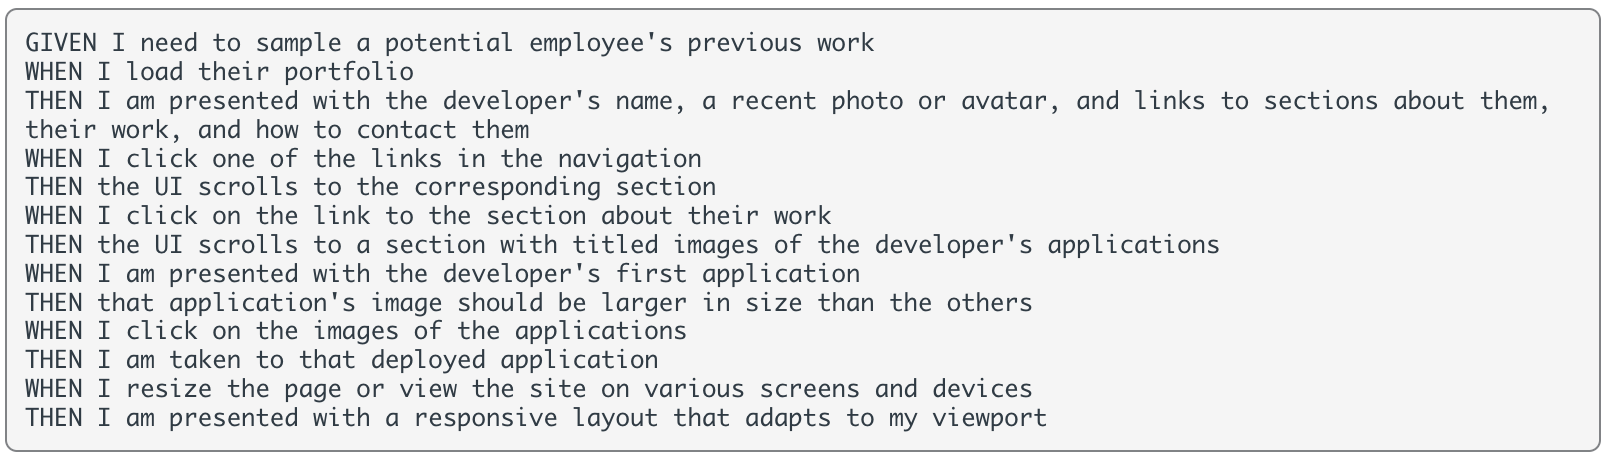 GIVEN I need to sample a potential employee's previous work
WHEN I load their portfolio
THEN I am presented with the developer's name, a recent photo or avatar, and links to sections about them,
their work, and how to contact them
WHEN I click one of the links in the navigation
THEN the UI scrolls to the corresponding section
WHEN I click on the link to the section about their work
THEN the UI scrolls to a section with titled images of the developer's applications
WHEN I am presented with the developer's first application
THEN that application's image should be larger in size than the others
WHEN I click on the images of the applications
THEN I am taken to that deployed application
WHEN I resize the page or view the site on various screens and devices
THEN I am presented with a responsive layout that adapts to my viewport